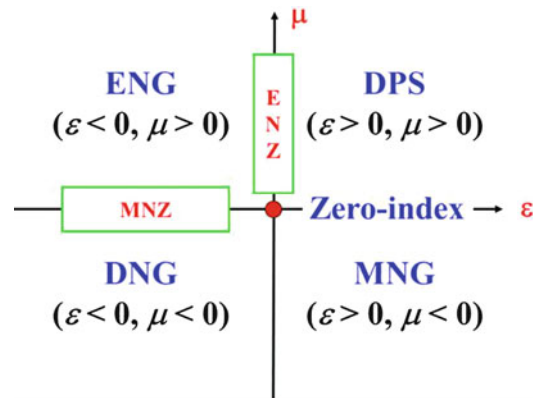 μ
ENG
(ε < 0, μ > 0)
E
N
Z
DPS
(ε > 0, μ > 0)
MNZ
Zero-index
ε
DNG
(ε < 0, μ < 0)
MNG
(ε > 0, μ < 0)